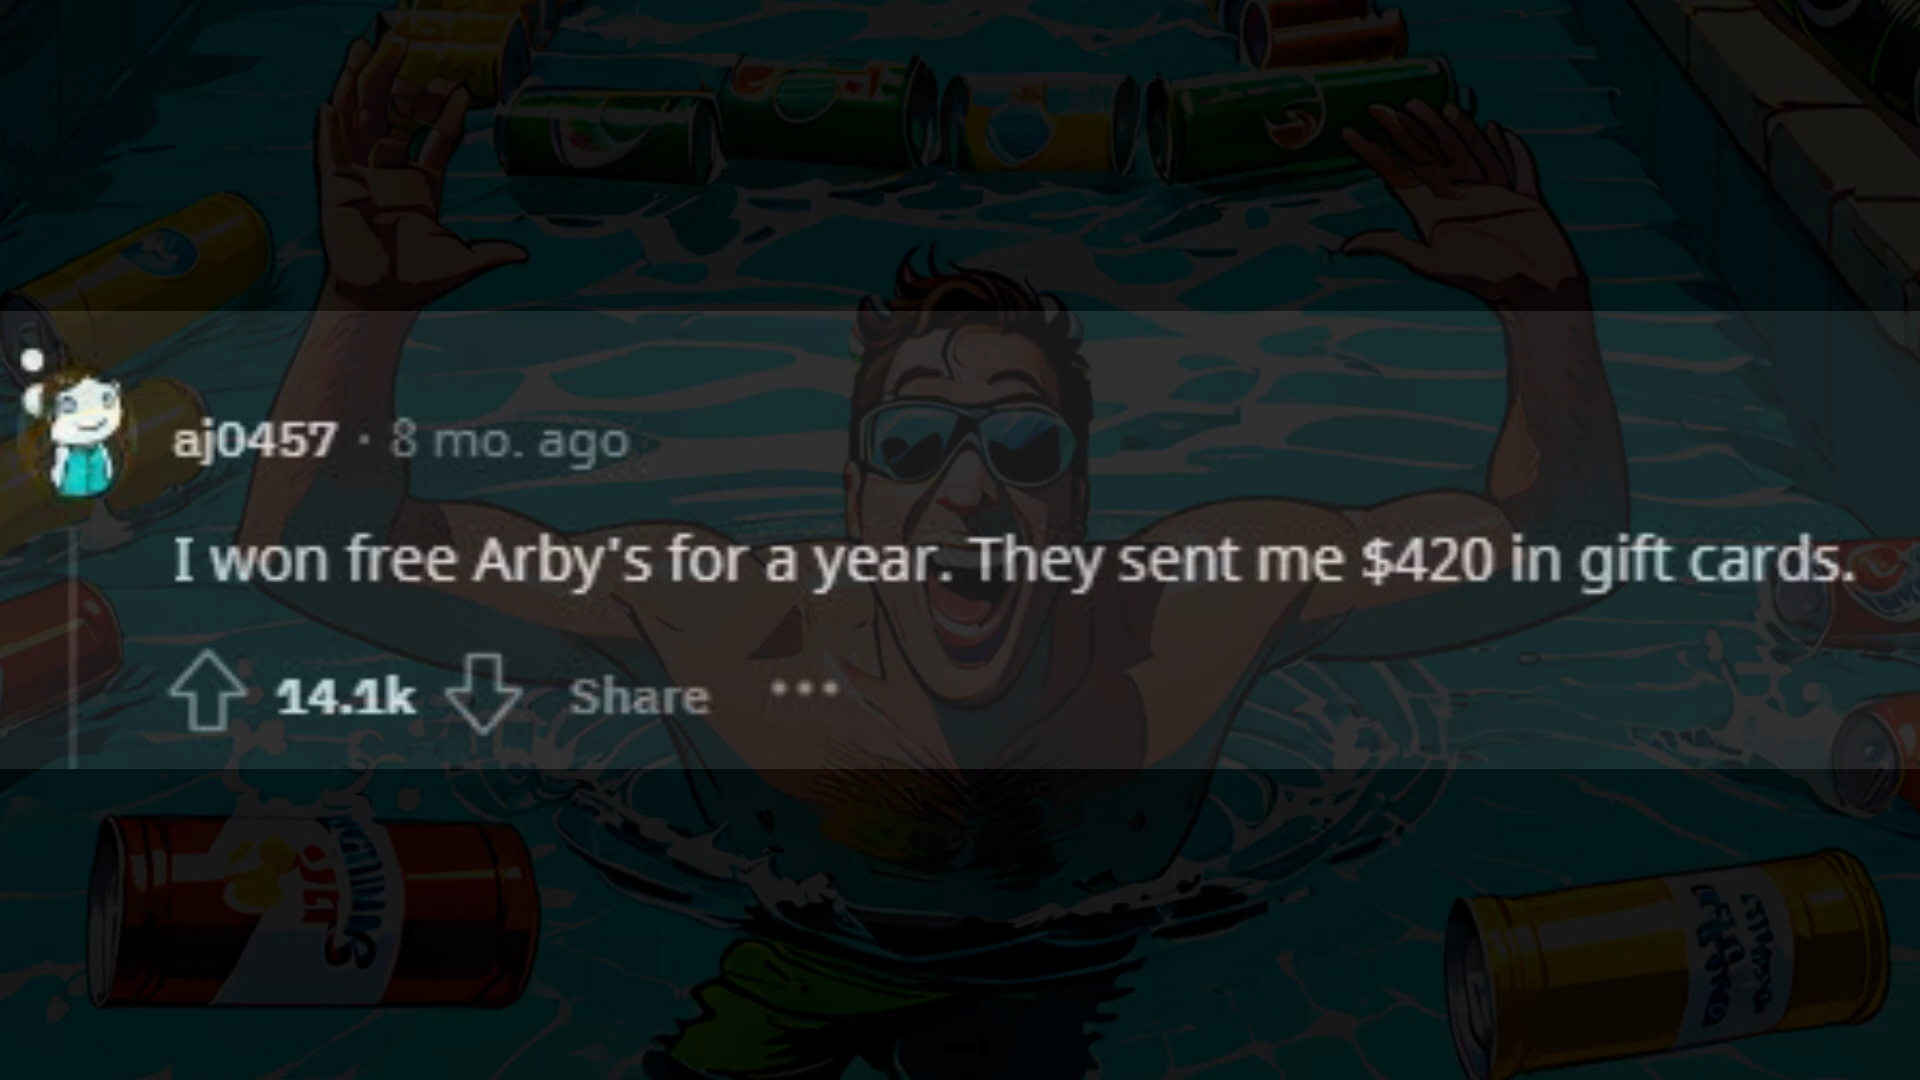 aj0457 · 8 mo. ago
I won free Arby's for a year. They sent me $420 in gift cards.
14.1k Share •••